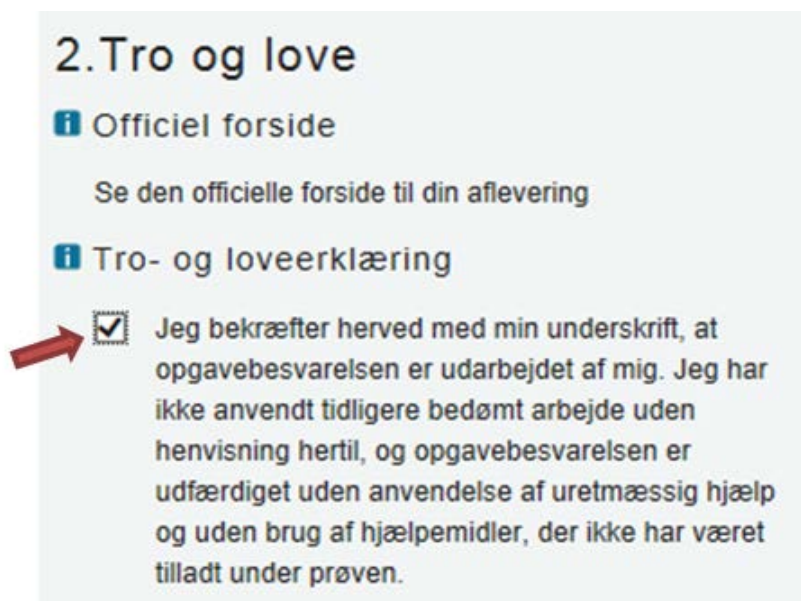 2.Tro og love
Officiel forside
Se den officielle forside til din aflevering
Tro- og loveerklæring
Jeg bekræfter herved med min underskrift, at
opgavebesvarelsen er udarbejdet af mig. Jeg har
ikke anvendt tidligere bedømt arbejde uden
henvisning hertil, og opgavebesvarelsen er
udfærdiget uden anvendelse af uretmæssig hjælp
og uden brug af hjælpemidler, der ikke har været
tilladt under prøven.